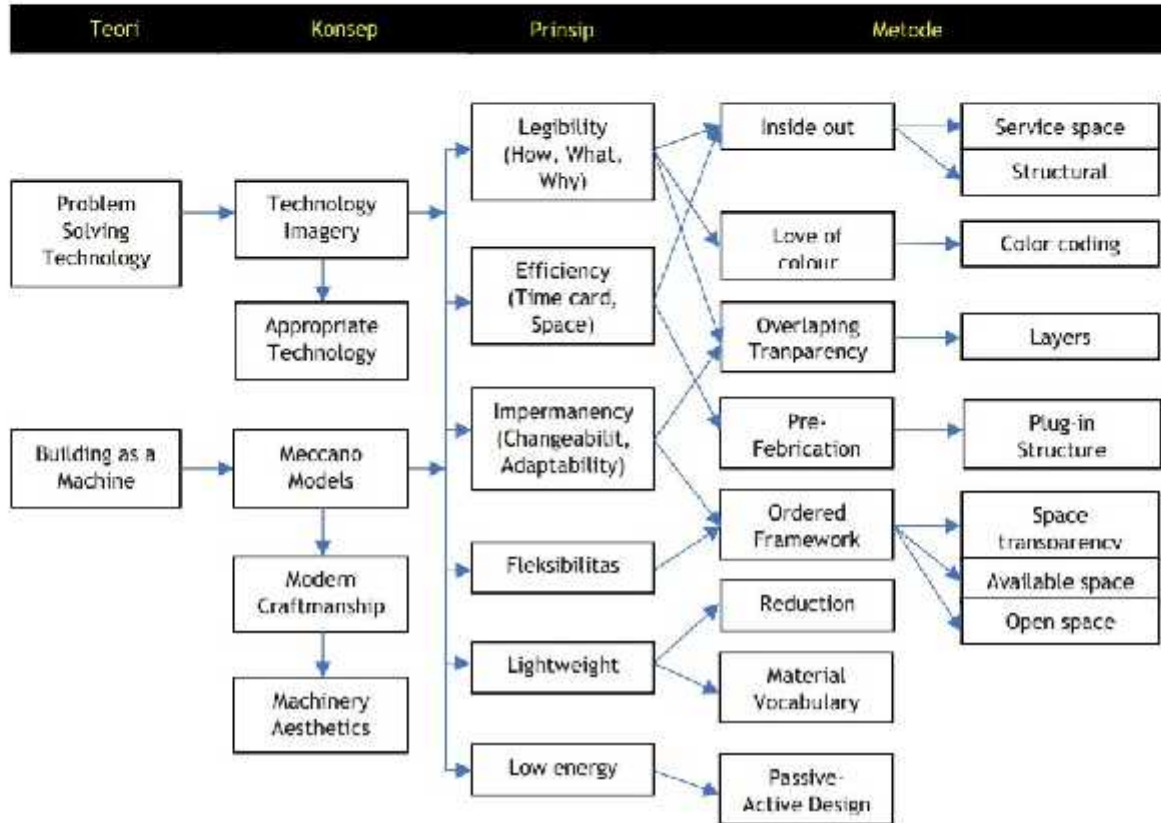 Teori
Konsep
Prinsip
Metode
Problem
Solving
Technology
Building as a
Machine
Technology
Imagery
Appropriate
Technology
Meccano
Models
Modern
Craftmanship
Machinery
Aesthetics
Legibility
(How, What,
Why)
Efficiency
(Time card,
Space)
Impermanency
(Changeabilit,
Adaptability)
Fleksibilitas
Lightweight
Low energy
Inside out
Love of
colour
Overlaping
Tranparency
Pre-
Febrication
Ordered
Framework
Reduction
Material
Vocabulary
Passive-
Active Design
Service space
Structural
Color coding
Layers
Plug-in
Structure
Space
transparency
Available space
Open space